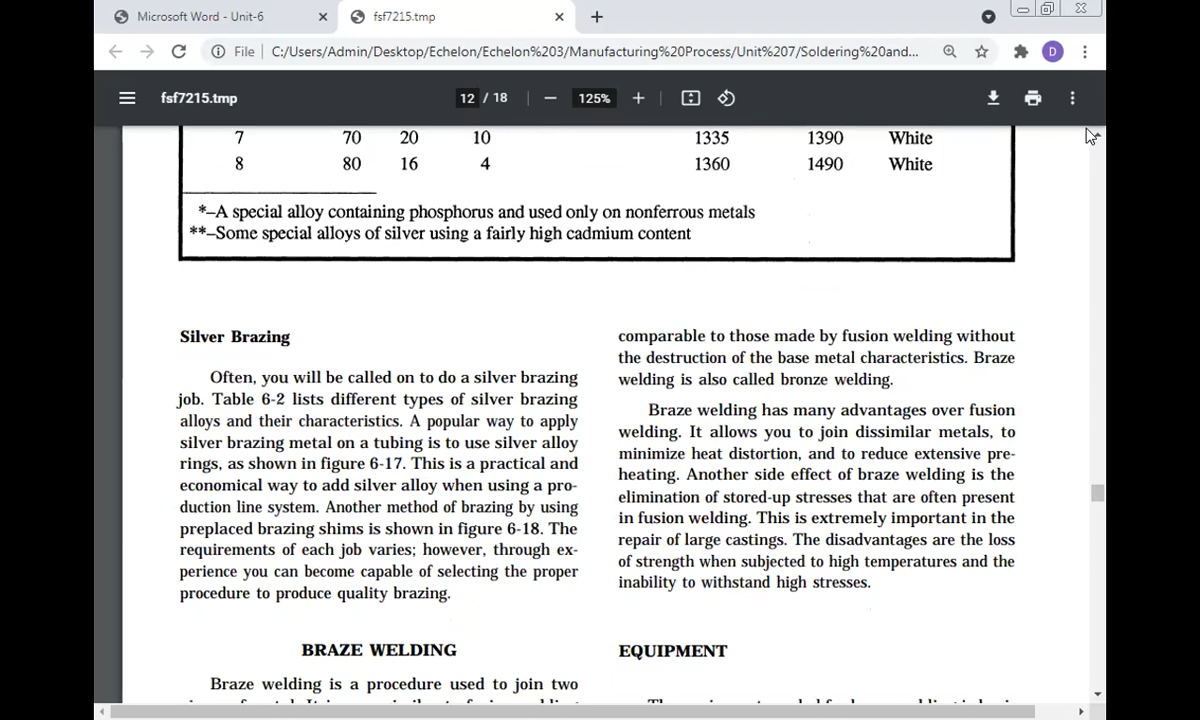 Microsoft Word - Unit-6
fsf7215.tmp
File
C:/Users/Admin/Desktop/Echelon/Echelon%203/Manufacturing%20Process/Unit%207/Soldering%20and...
D
fsf7215.tmp
12 / 18
125%
7 70 20 10 1335 1390 White
8 80 16 4 1360 1490 White
*–A special alloy containing phosphorus and used only on nonferrous metals
**–Some special alloys of silver using a fairly high cadmium content
Silver Brazing
Often, you will be called on to do a silver brazing
job. Table 6-2 lists different types of silver brazing
alloys and their characteristics. A popular way to apply
silver brazing metal on a tubing is to use silver alloy
rings, as shown in figure 6-17. This is a practical and
economical way to add silver alloy when using a pro-
duction line system. Another method of brazing by using
preplaced brazing shims is shown in figure 6-18. The
requirements of each job varies; however, through ex-
perience you can become capable of selecting the proper
procedure to produce quality brazing.
BRAZE WELDING
Braze welding is a procedure used to join two
comparable to those made by fusion welding without
the destruction of the base metal characteristics. Braze
welding is also called bronze welding.
Braze welding has many advantages over fusion
welding. It allows you to join dissimilar metals, to
minimize heat distortion, and to reduce extensive pre-
heating. Another side effect of braze welding is the
elimination of stored-up stresses that are often present
in fusion welding. This is extremely important in the
repair of large castings. The disadvantages are the loss
of strength when subjected to high temperatures and the
inability to withstand high stresses.
EQUIPMENT